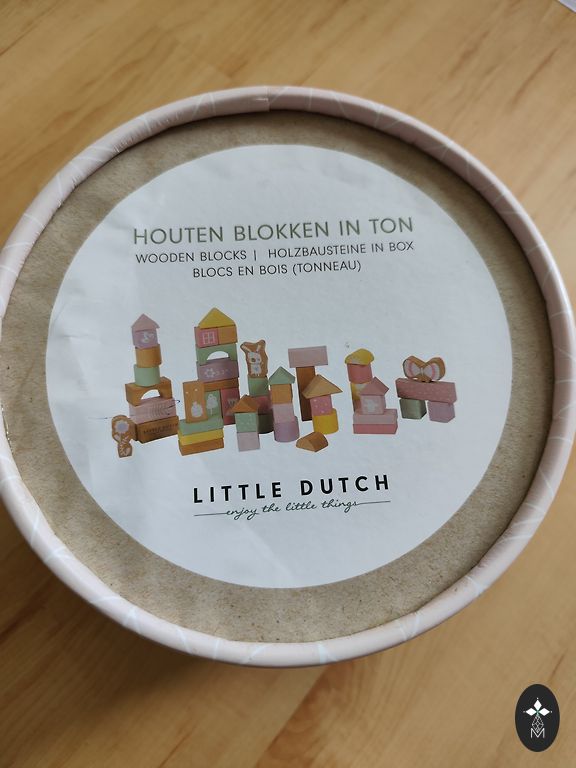 HOUTEN BLOKKEN IN TON
WOODEN BLOCKS | HOLZBAUSTEINE IN BOX
BLOCS EN BOIS (TONNEAU)
LITTLE DUTCH
enjoy the little things
M